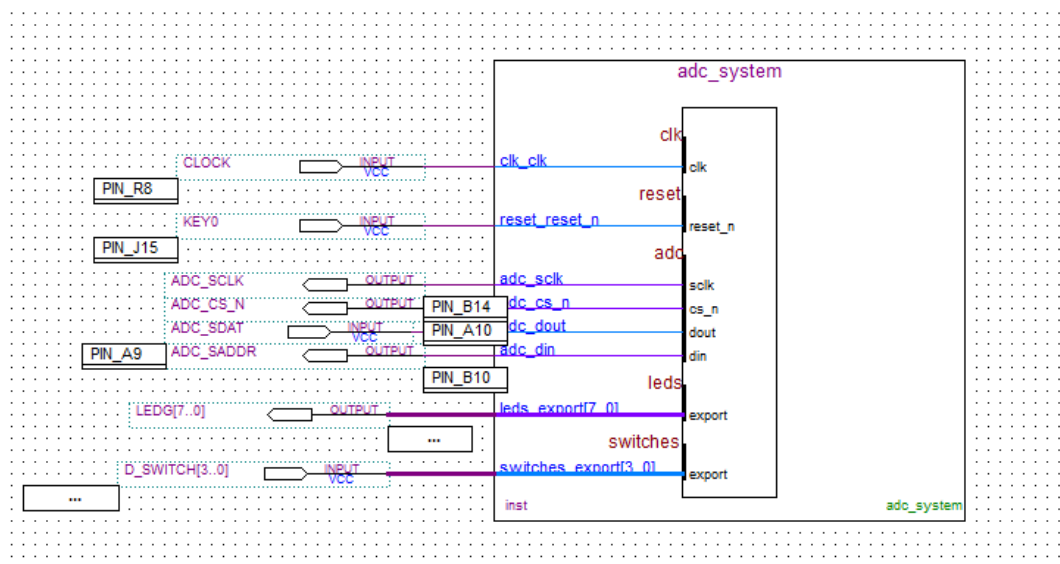 adc_system
clk
CLOCK INPUT VCC clk_clk clk
PIN_R8
reset
KEY0 INPUT VCC reset_reset_n reset_n
PIN_J15
adc
ADC_SCLK OUTPUT adc_sclk sclk
ADC_CS_N OUTPUT PIN_B14 adc_cs_n cs_n
ADC_SDAT INPUT VCC PIN_A10 adc_dout dout
PIN_A9 ADC_SADDR OUTPUT adc_din din
PIN_B10
leds
LEDG[7..0] OUTPUT leds_export[7..0] export
...
switches
D_SWITCH[3..0] INPUT VCC switches_export[3..0] export
...
inst adc_system